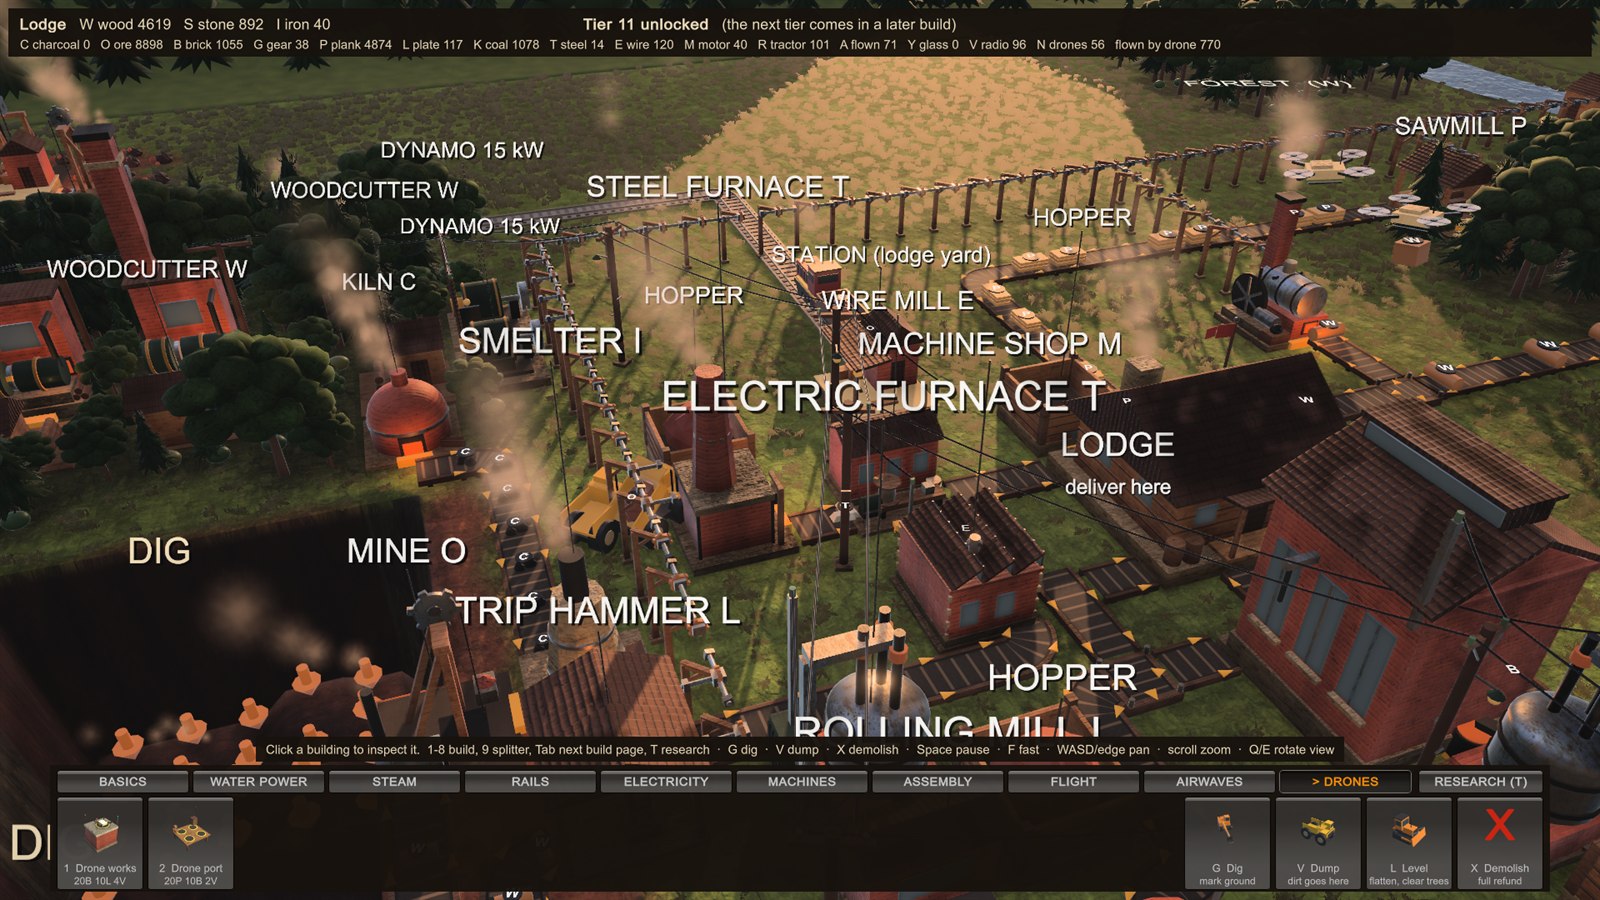 Lodge W wood 4619 S stone 892 I iron 40
Tier 11 unlocked (the next tier comes in a later build)
C charcoal 0 O ore 8898 B brick 1055 G gear 38 P plank 4874 L plate 117 K coal 1078 T steel 14 E wire 120 M motor 40 R tractor 101 A flown 71 Y glass 0 V radio 96 N drones 56 flown by drone 770
FOREST (W)
SAWMILL P
DYNAMO 15 kW
WOODCUTTER W
STEEL FURNACE T
DYNAMO 15 kW
HOPPER
STATION (lodge yard)
WOODCUTTER W
KILN C
HOPPER
WIRE MILL E
SMELTER I
MACHINE SHOP M
ELECTRIC FURNACE T
LODGE
deliver here
DIG
MINE O
TRIP HAMMER L
HOPPER
ROLLING MILL L
Click a building to inspect it. 1-8 build, 9 splitter, Tab next build page, T research · G dig · V dump · X demolish · Space pause · F fast · WASD/edge pan · scroll zoom · Q/E rotate view
BASICS
WATER POWER
STEAM
RAILS
ELECTRICITY
MACHINES
ASSEMBLY
FLIGHT
AIRWAVES
> DRONES
RESEARCH (T)
1 Drone works
20B 10L 4V
2 Drone port
20P 10B 2V
G Dig
mark ground
V Dump
dirt goes here
L Level
flatten, clear trees
X Demolish
full refund